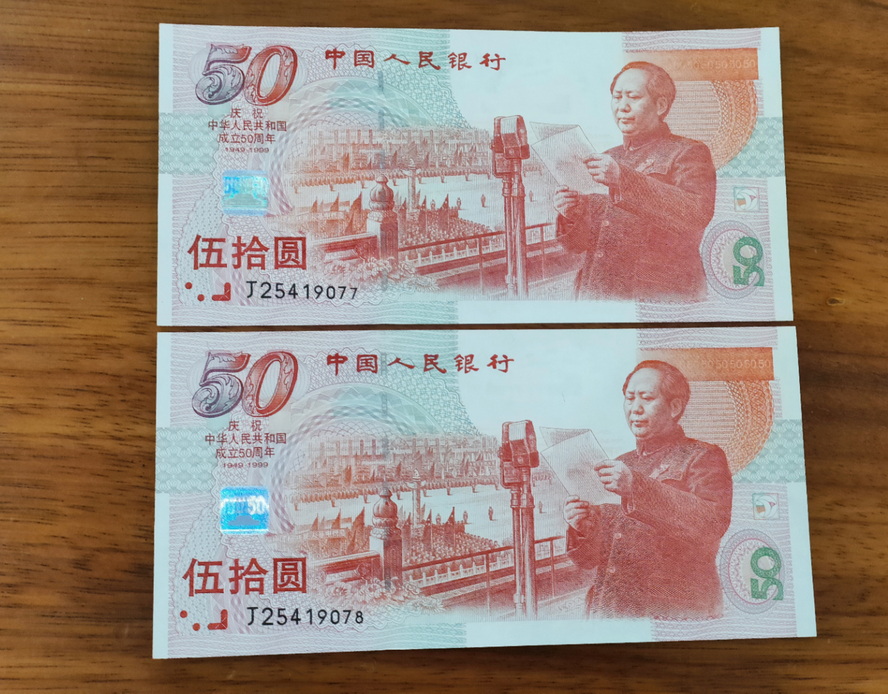 50
中国人民银行
庆祝
中华人民共和国
成立50周年
1949-1999
伍拾圆
J25419077
50
50
中国人民银行
庆祝
中华人民共和国
成立50周年
1949-1999
伍拾圆
J25419078
50